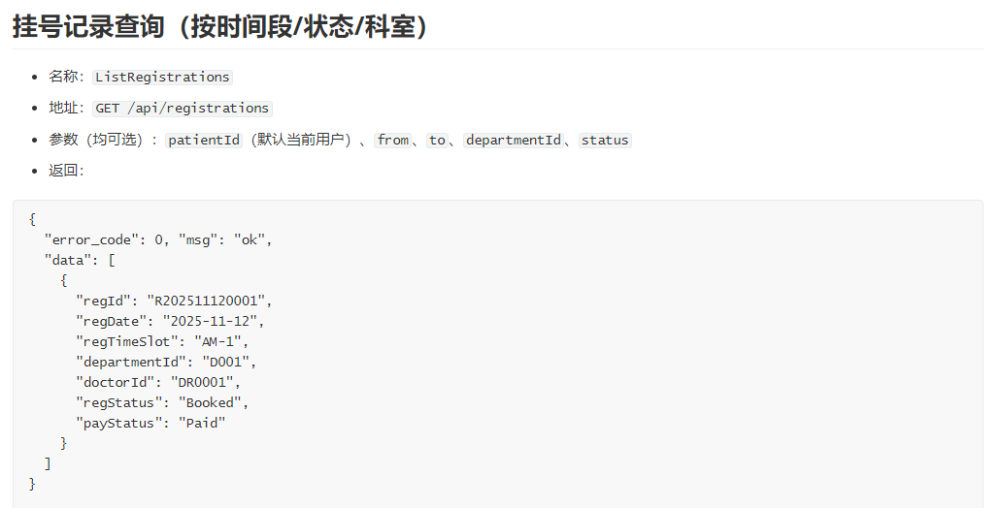 挂号记录查询（按时间段/状态/科室）
名称：ListRegistrations
地址：GET /api/registrations
参数（均可选）：patientId（默认当前用户）、from、to、departmentId、status
返回：
{
  "error_code": 0, "msg": "ok",
  "data": [
    {
      "regId": "R202511120001",
      "regDate": "2025-11-12",
      "regTimeSlot": "AM-1",
      "departmentId": "D001",
      "doctorId": "DR0001",
      "regStatus": "Booked",
      "payStatus": "Paid"
    }
  ]
}